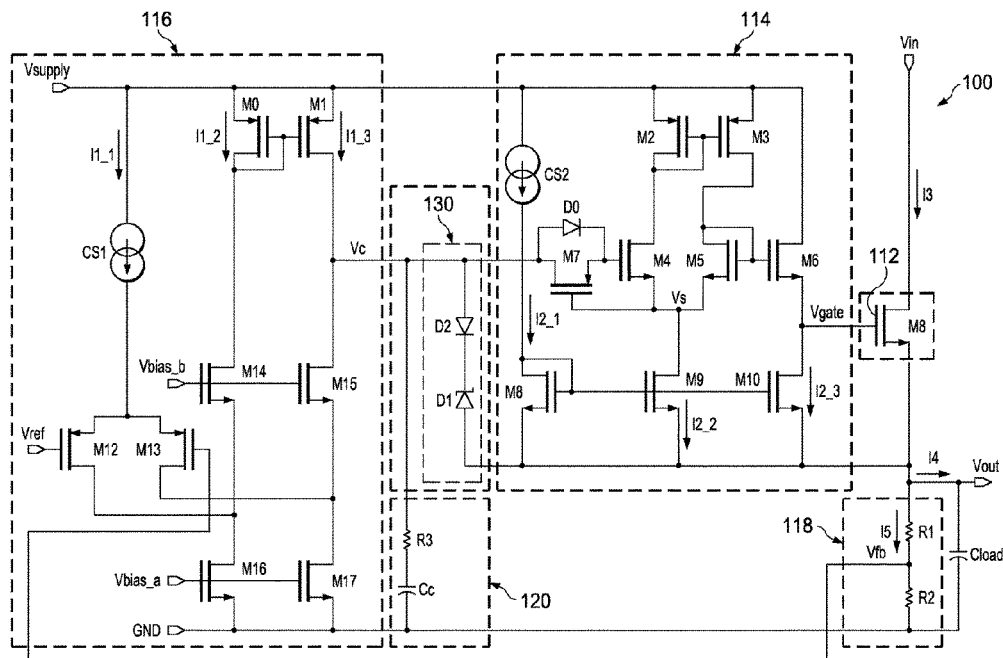 116
114
Vin
100
Vsupply
M0
M1
M2
M3
I1_1
I1_2
I1_3
CS2
I3
130
D0
CS1
Vc
M7
M4
M5
M6
112
Vs
Vgate
M8
D2
I2_1
Vbias_b
M14
M15
M8
M9
M10
D1
I2_3
I2_2
Vref
M12
M13
I4
Vout
118
I5
R1
R3
Vfb
Cload
Vbias_a
M16
M17
Cc
120
R2
GND